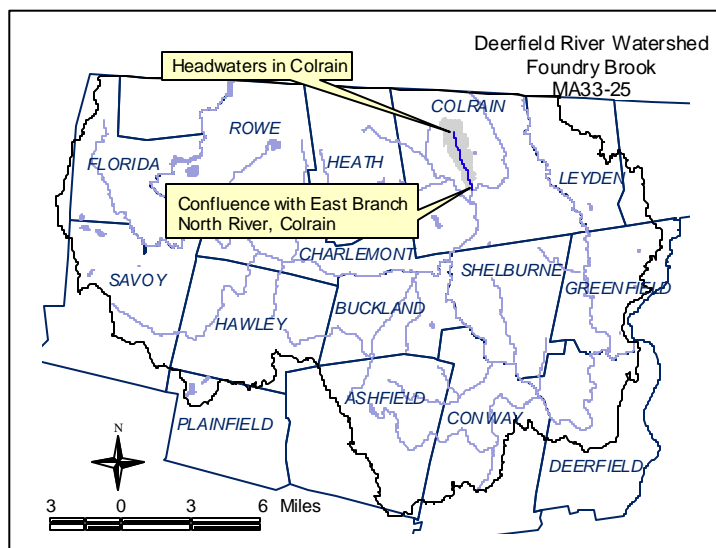 Deerfield River Watershed
Foundry Brook
MA33-25
Headwaters in Colrain
COLRAIN
ROWE
HEATH
FLORIDA
LEYDEN
Confluence with East Branch
North River, Colrain
CHARLEMONT
SHELBURNE
SAVOY
GREENFIELD
BUCKLAND
HAWLEY
ASHFIELD
CONWAY
PLAINFIELD
DEERFIELD
N
3 0 3 6 Miles